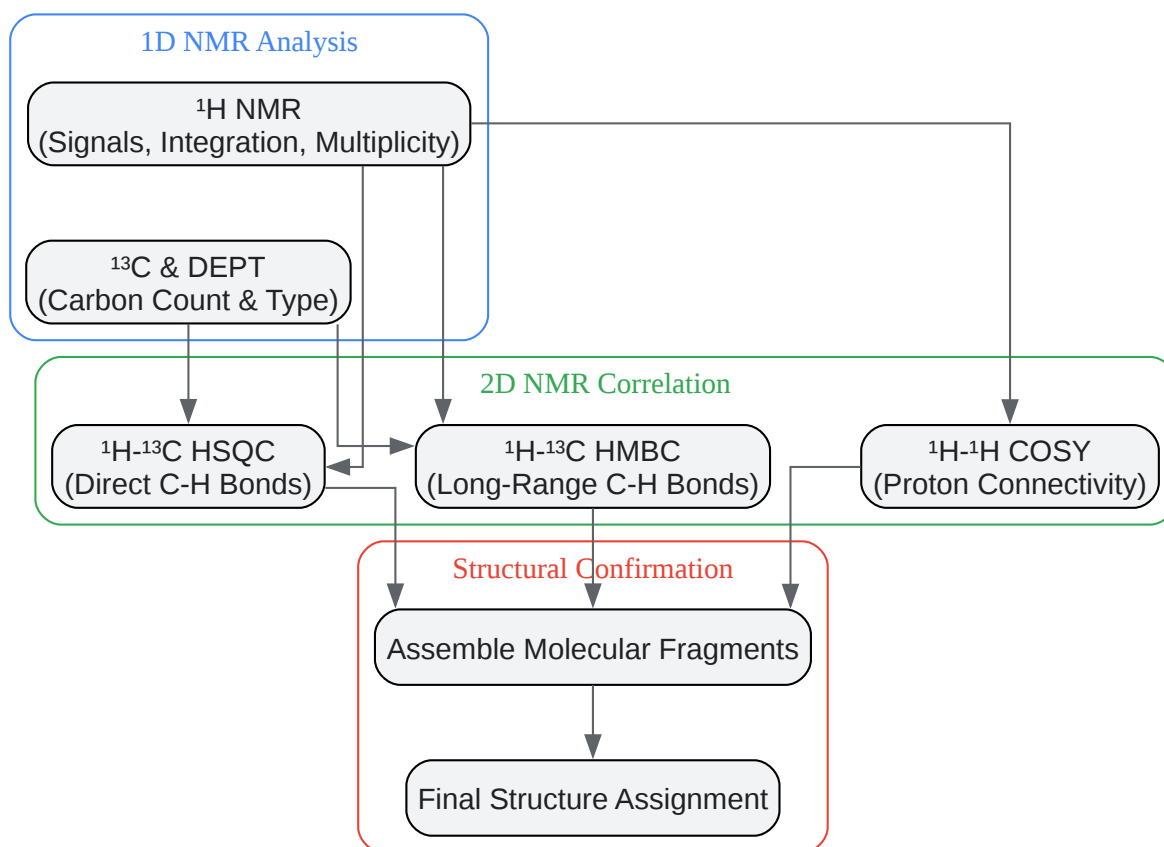 1D NMR Analysis
¹H NMR
(Signals, Integration, Multiplicity)
¹³C & DEPT
(Carbon Count & Type)
2D NMR Correlation
¹H-¹³C HSQC
(Direct C-H Bonds)
¹H-¹³C HMBC
(Long-Range C-H Bonds)
¹H-¹H COSY
(Proton Connectivity)
Structural Confirmation
Assemble Molecular Fragments
Final Structure Assignment